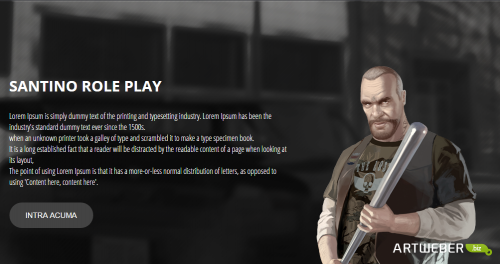 SANTINO ROLE PLAY
Lorem Ipsum is simply dummy text of the printing and typesetting industry. Lorem Ipsum has been the
industry's standard dummy text ever since the 1500s,
when an unknown printer took a galley of type and scrambled it to make a type specimen book.
It is a long established fact that a reader will be distracted by the readable content of a page when looking at
its layout,
The point of using Lorem Ipsum is that it has a more-or-less normal distribution of letters, as opposed to
using 'Content here, content here'.
INTRA ACUMA
ARTWEBER .biz